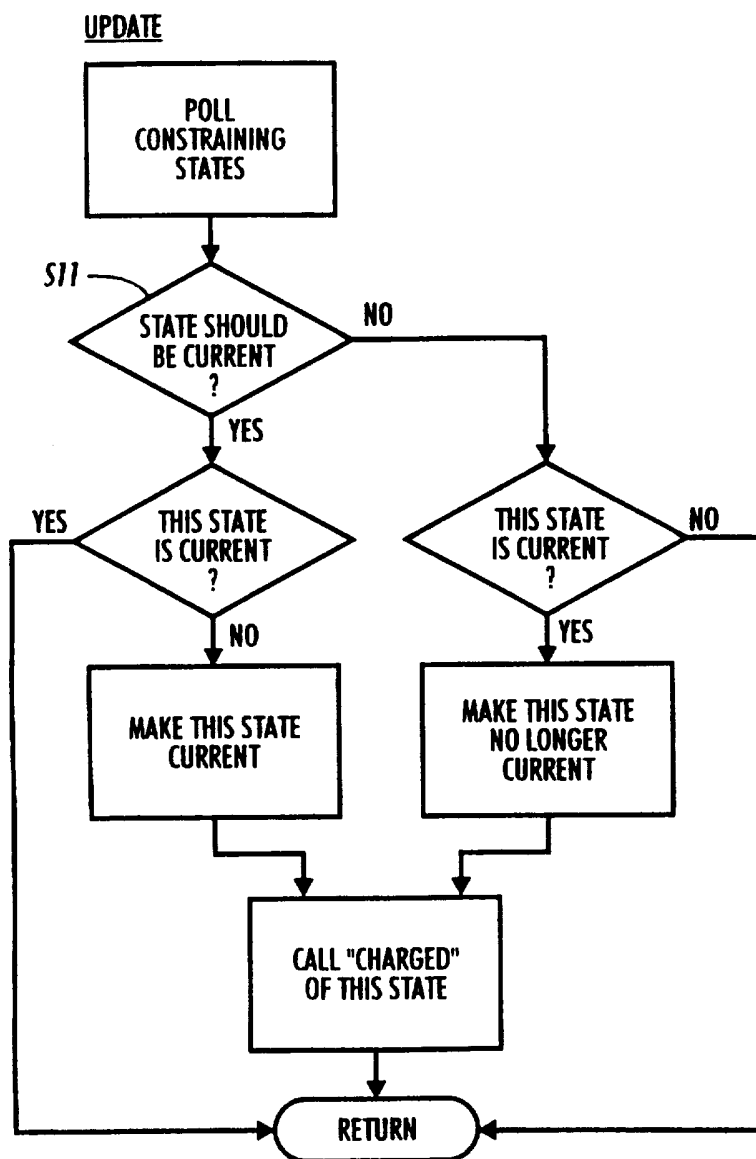 UPDATE
POLL
CONSTRAINING
STATES
S11
STATE SHOULD
BE CURRENT
?
NO
YES
YES
THIS STATE
IS CURRENT
?
THIS STATE
IS CURRENT
?
NO
NO
YES
MAKE THIS STATE
CURRENT
MAKE THIS STATE
NO LONGER
CURRENT
CALL "CHARGED"
OF THIS STATE
RETURN